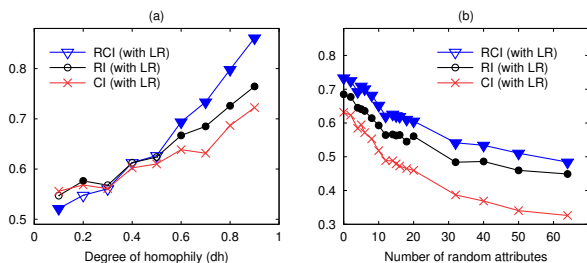 (a)
RCI (with LR)
RI (with LR)
CI (with LR)
0.8
0.7
0.6
0.5
0 0.2 0.4 0.6 0.8 1
Degree of homophily (dh)
(b)
RCI (with LR)
RI (with LR)
CI (with LR)
0.9
0.8
0.7
0.6
0.5
0.4
0.3
0 10 20 30 40 50 60
Number of random attributes